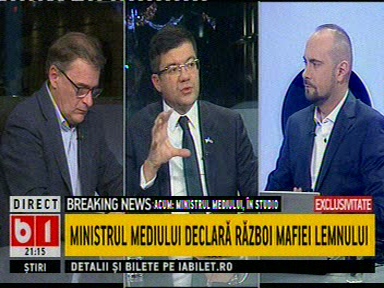 DIRECT
BREAKING NEWS
ACUM: MINISTRUL MEDIULUI, ÎN STUDIO
EXCLUSIVITATE
b1
21:15
MINISTRUL MEDIULUI DECLARĂ RĂZBOI MAFIEI LEMNULUI
ȘTIRI
DETALII ȘI BILETE PE IABILET.RO